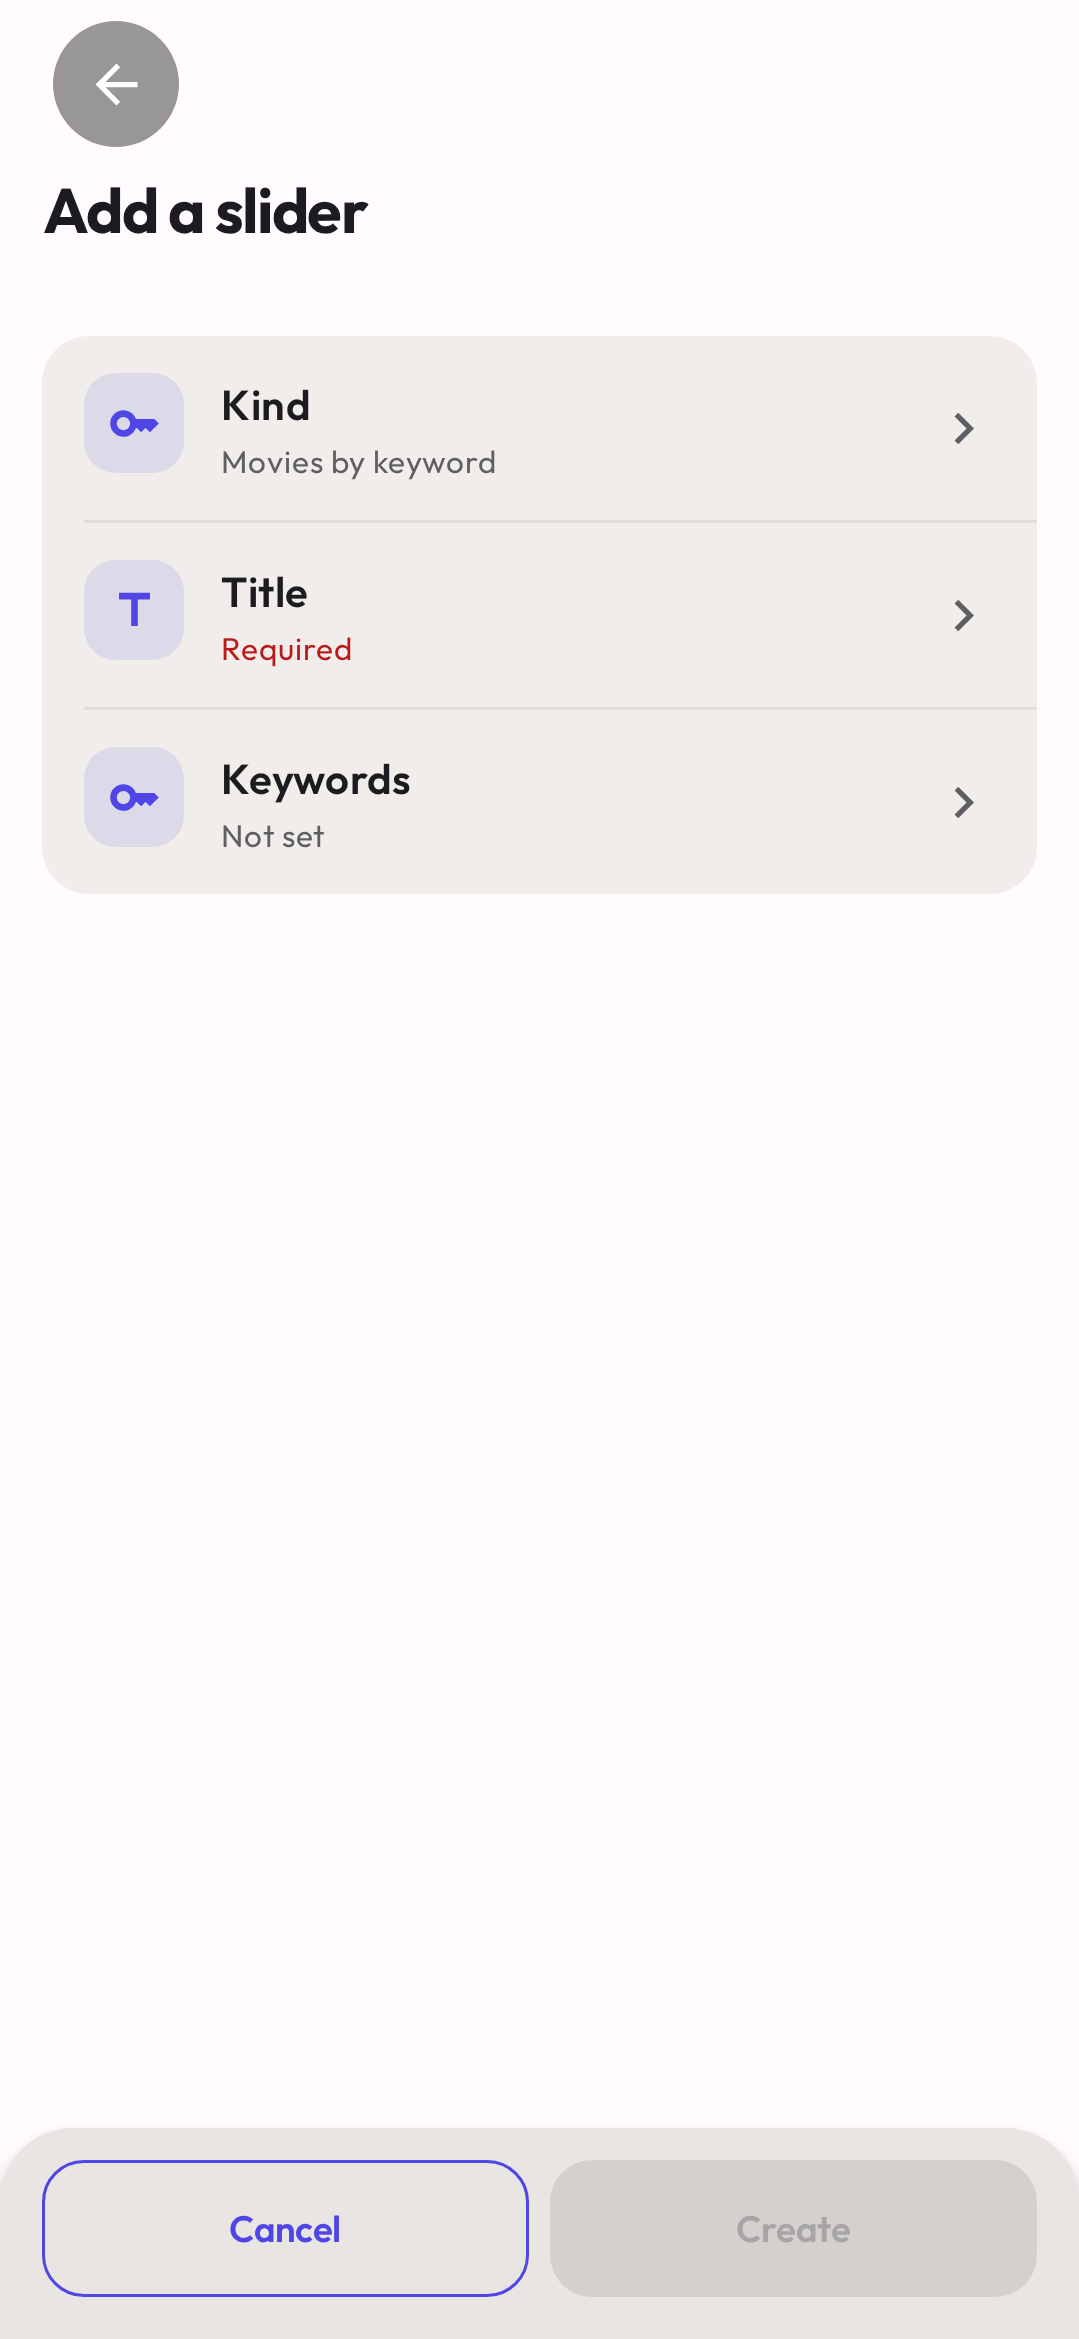 Add a slider
Kind
Movies by keyword
Title
Required
Keywords
Not set
Cancel
Create